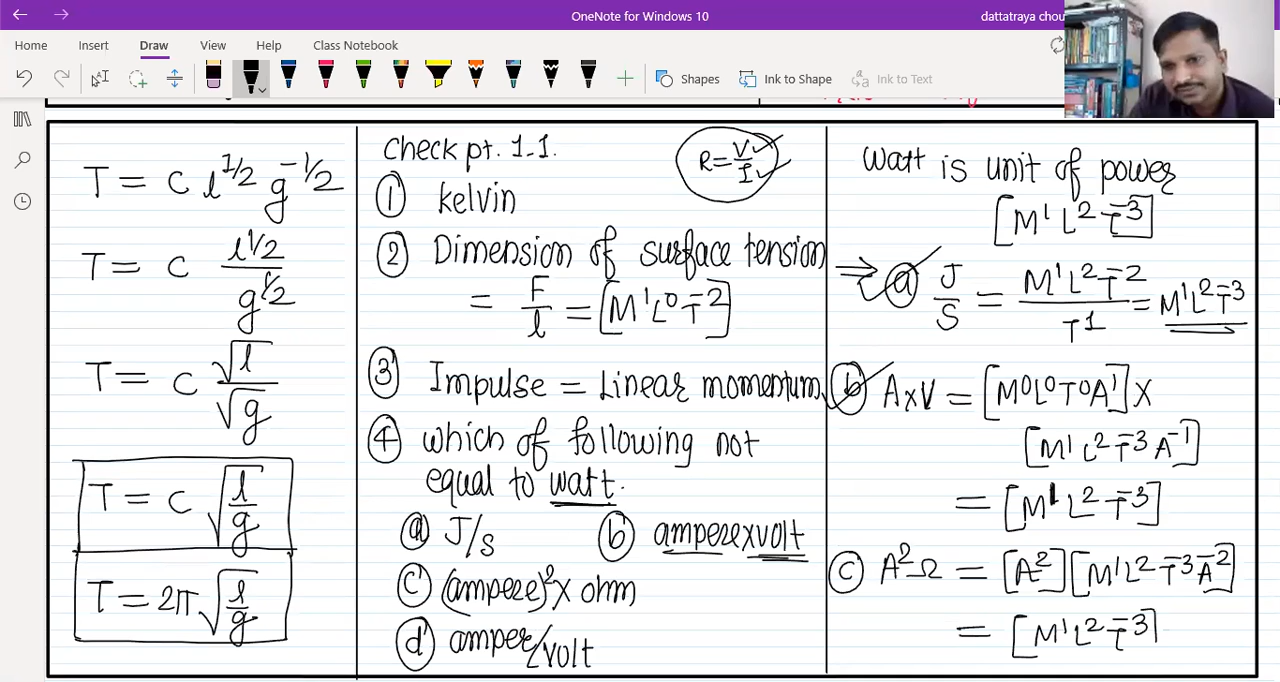 OneNote for Windows 10
dattatraya chou
Home Insert Draw View Help Class Notebook
Shapes Ink to Shape Ink to Text
T = C l^1/2 g^-1/2
T = C l^1/2 / g^1/2
T = C √l / √g
T = C √(l/g)
T = 2π √(l/g)
Check pt. 1.1.
R = V/I
① kelvin
② Dimension of surface tension
= F/l = [M¹L⁰T⁻²]
③ Impulse = Linear momentum
④ which of following not
equal to watt.
ⓐ J/s ⓑ ampere x volt
ⓒ (ampere)² x ohm
ⓓ amper/volt
Watt is unit of power
[M¹L²T⁻³]
⇒ ⓐ J/S = M¹L²T⁻² / T¹ = M¹L²T⁻³
ⓑ A x V = [M⁰L⁰T⁰A¹] x
[M¹L²T⁻³A⁻¹]
= [M¹L²T⁻³]
ⓒ A²Ω = [A²][M¹L²T⁻³A⁻²]
= [M¹L²T⁻³]